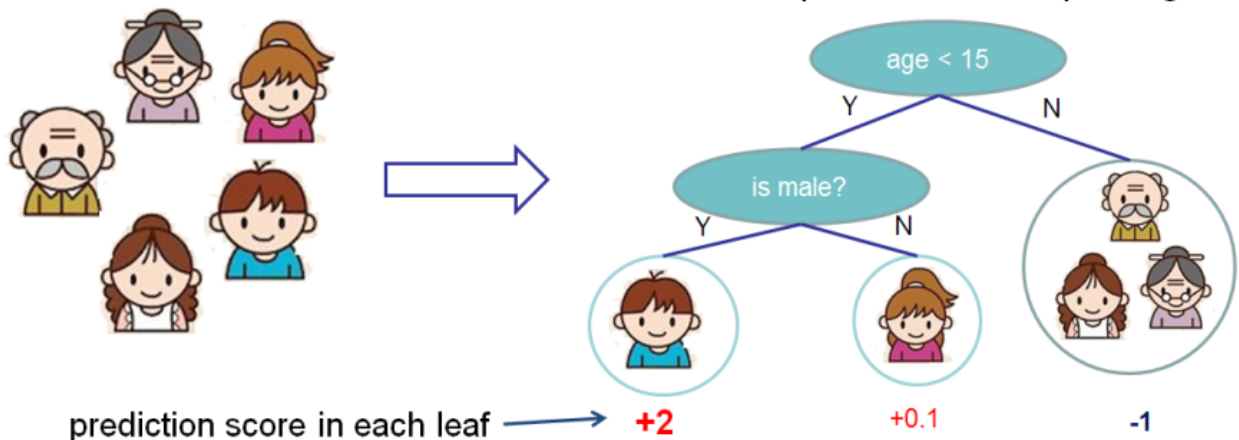 age < 15
Y
N
is male?
Y
N
prediction score in each leaf
+2
+0.1
-1